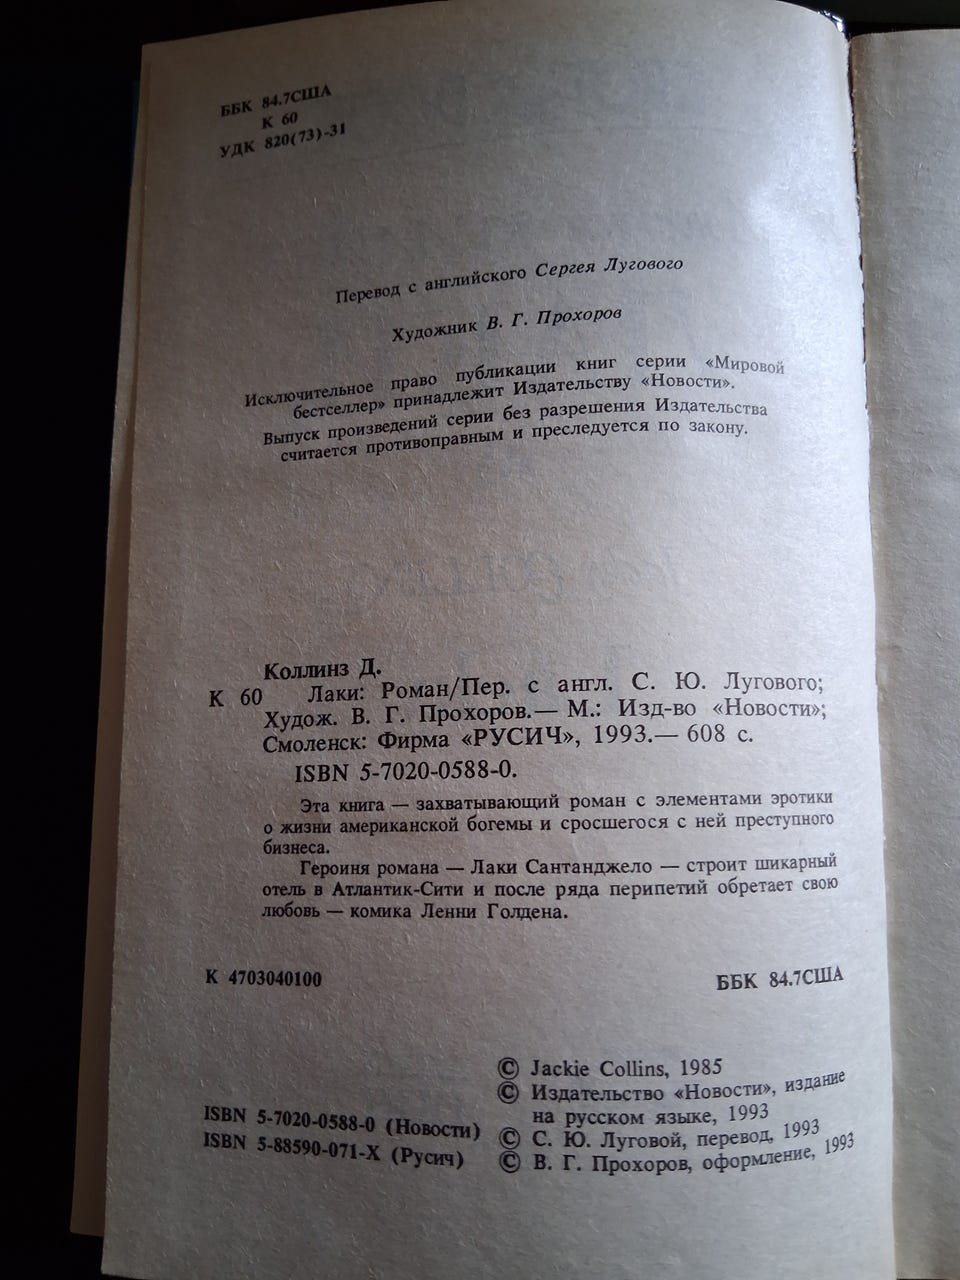 ББК 84.7США
К 60
УДК 820(73)-31
Перевод с английского Сергея Лугового
Художник В. Г. Прохоров
Исключительное право публикации книг серии «Мировой
бестселлер» принадлежит Издательству «Новости».
Выпуск произведений серии без разрешения Издательства
считается противоправным и преследуется по закону.
Коллинз Д.
К 60 Лаки: Роман/Пер. с англ. С. Ю. Лугового;
Худож. В. Г. Прохоров.— М.: Изд-во «Новости»;
Смоленск: Фирма «РУСИЧ», 1993.— 608 с.
ISBN 5-7020-0588-0.
Эта книга — захватывающий роман с элементами эротики
о жизни американской богемы и сросшегося с ней преступного
бизнеса.
Героиня романа — Лаки Сантанджело — строит шикарный
отель в Атлантик-Сити и после ряда перипетий обретает свою
любовь — комика Ленни Голдена.
К 4703040100 ББК 84.7США
© Jackie Collins, 1985
© Издательство «Новости», издание
на русском языке, 1993
© С. Ю. Луговой, перевод, 1993
© В. Г. Прохоров, оформление, 1993
ISBN 5-7020-0588-0 (Новости)
ISBN 5-88590-071-X (Русич)